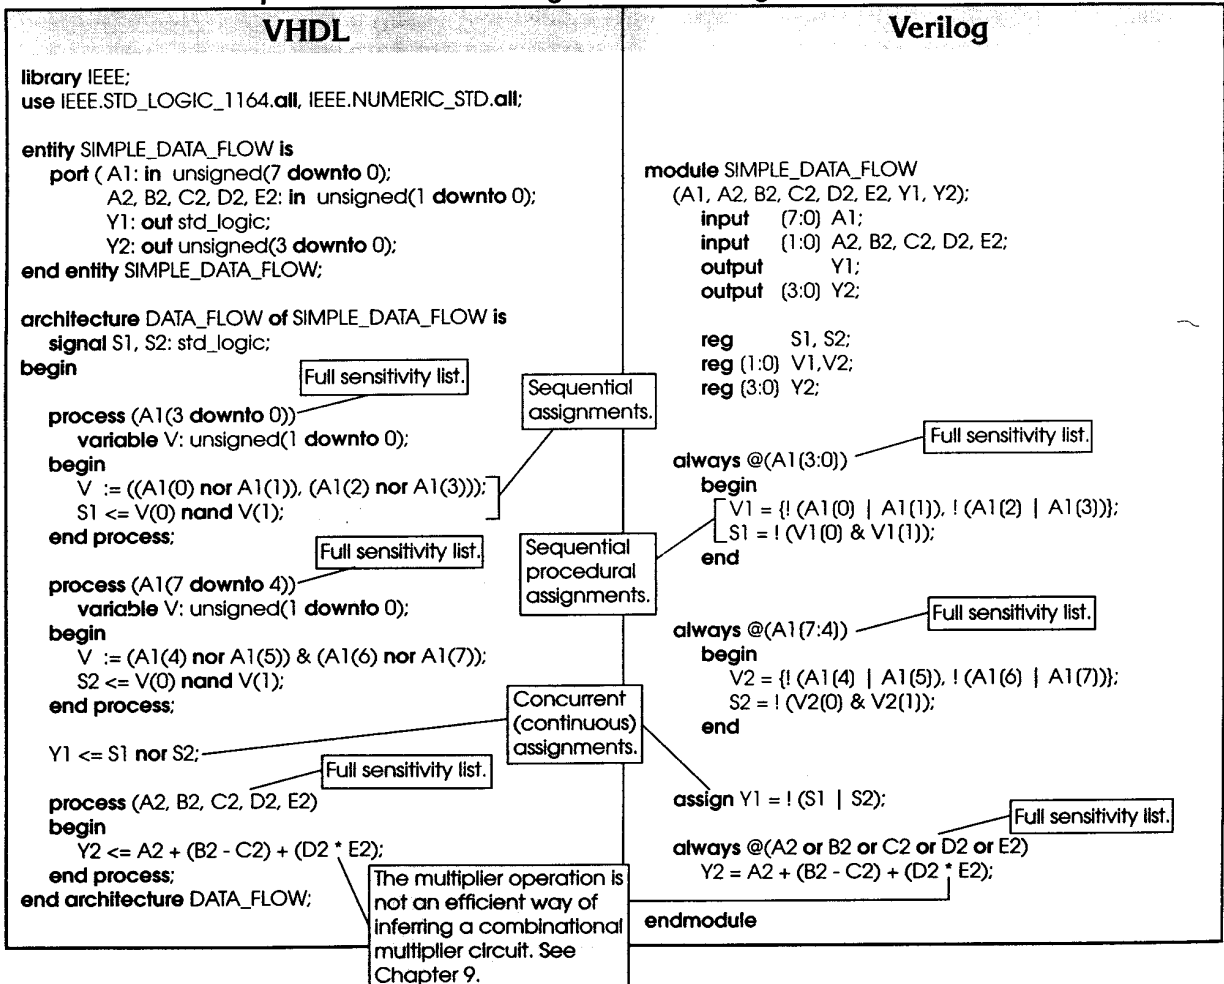 VHDL
library IEEE;
use IEEE.STD_LOGIC_1164.all, IEEE.NUMERIC_STD.all;
entity SIMPLE_DATA_FLOW is
port ( A1: in unsigned(7 downto 0);
A2, B2, C2, D2, E2: in unsigned(1 downto 0);
Y1: out std_logic;
Y2: out unsigned(3 downto 0);
end entity SIMPLE_DATA_FLOW;
architecture DATA_FLOW of SIMPLE_DATA_FLOW is
signal S1, S2: std_logic;
begin
Full sensitivity list.
process (A1(3 downto 0))
variable V: unsigned(1 downto 0);
begin
V := ((A1(0) nor A1(1)), (A1(2) nor A1(3)));
S1 <= V(0) nand V(1);
end process;
Full sensitivity list.
process (A1(7 downto 4))
variable V: unsigned(1 downto 0);
begin
V := (A1(4) nor A1(5)) & (A1(6) nor A1(7));
S2 <= V(0) nand V(1);
end process;
Y1 <= S1 nor S2;
Full sensitivity list.
process (A2, B2, C2, D2, E2)
begin
Y2 <= A2 + (B2 - C2) + (D2 * E2);
end process;
end architecture DATA_FLOW;
Sequential
assignments.
Sequential
procedural
assignments.
Concurrent
(continuous)
assignments.
The multiplier operation is
not an efficient way of
inferring a combinational
multiplier circuit. See
Chapter 9.
Verilog
module SIMPLE_DATA_FLOW
(A1, A2, B2, C2, D2, E2, Y1, Y2);
input (7:0) A1;
input (1:0) A2, B2, C2, D2, E2;
output Y1;
output (3:0) Y2;
reg S1, S2;
reg (1:0) V1,V2;
reg (3:0) Y2;
Full sensitivity list.
always @(A1(3:0))
begin
V1 = {! (A1(0) | A1(1)), ! (A1(2) | A1(3))};
S1 = ! (V1(0) & V1(1));
end
Full sensitivity list.
always @(A1(7:4))
begin
V2 = {! (A1(4) | A1(5)), ! (A1(6) | A1(7))};
S2 = ! (V2(0) & V2(1));
end
assign Y1 = ! (S1 | S2);
Full sensitivity list.
always @(A2 or B2 or C2 or D2 or E2)
Y2 = A2 + (B2 - C2) + (D2 * E2);
endmodule